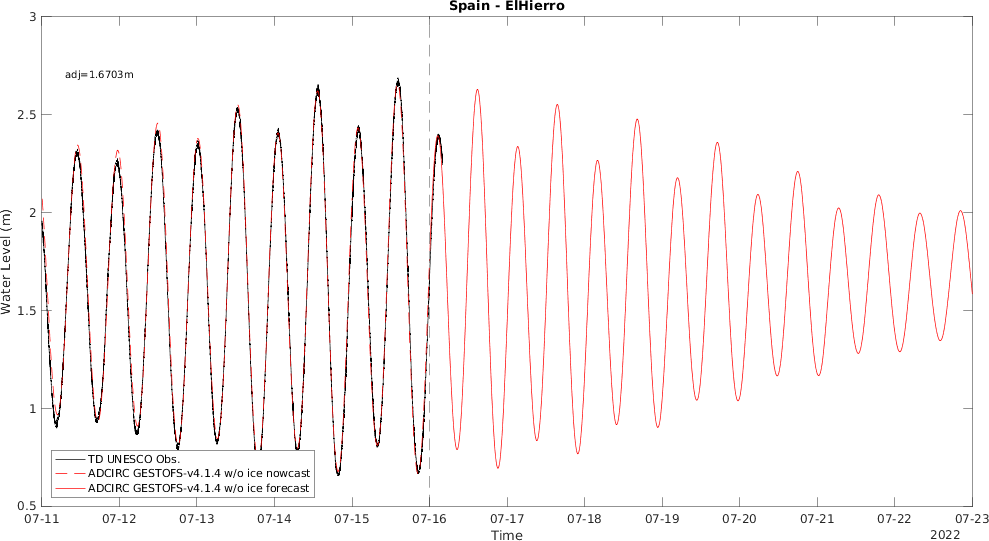 Spain - ElHierro
3
adj=1.6703m
2.5
2
Water Level (m)
1.5
1
TD UNESCO Obs.
ADCIRC GESTOFS-v4.1.4 w/o ice nowcast
ADCIRC GESTOFS-v4.1.4 w/o ice forecast
0.5
07-11 07-12 07-13 07-14 07-15 07-16 07-17 07-18 07-19 07-20 07-21 07-22 07-23
Time
2022